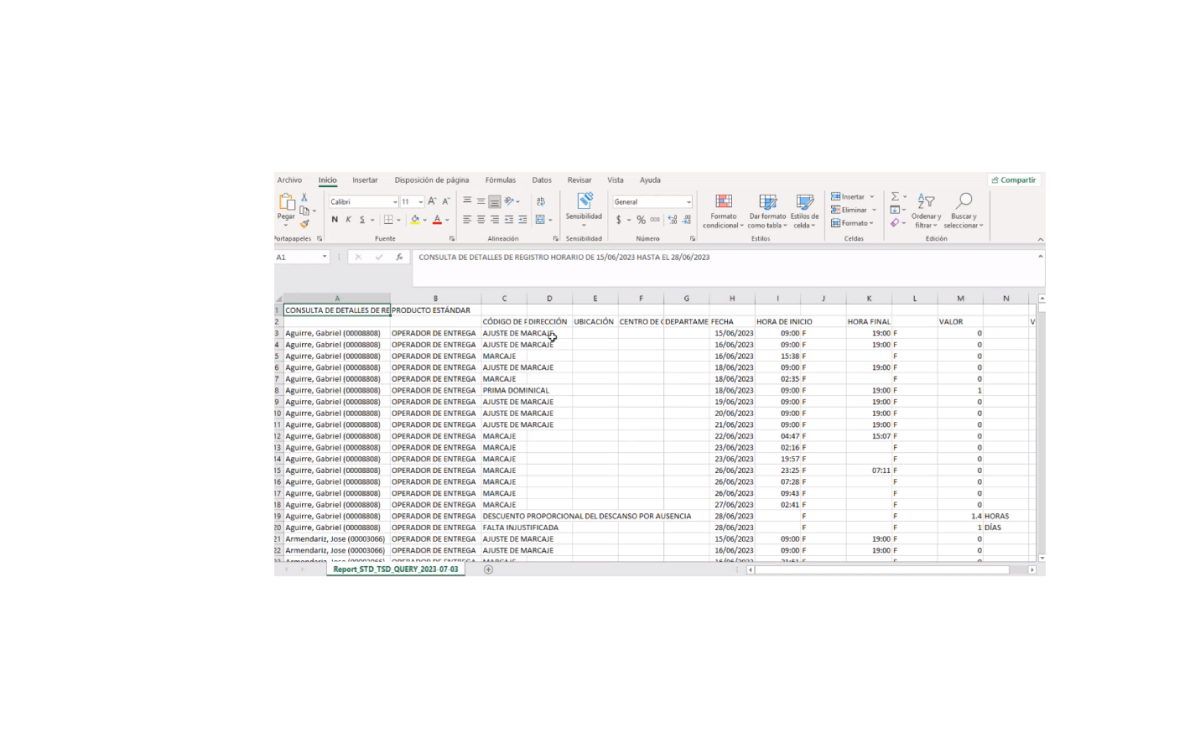 Archivo Inicio Insertar Disposición de página Fórmulas Datos Revisar Vista Ayuda Compartir
Pegar Calibri 11 General Insertar
N K S Sensibilidad $ % Formato condicional Dar formato como tabla Estilos de celda Eliminar Formato Ordenar y filtrar Buscar y seleccionar
Portapapeles Fuente Alineación Sensibilidad Número Estilos Celdas Edición
A1 fx CONSULTA DE DETALLES DE REGISTRO HORARIO DE 15/06/2023 HASTA EL 28/06/2023
A B C D E F G H I J K L M N
1 CONSULTA DE DETALLES DE RE PRODUCTO ESTÁNDAR
2 CÓDIGO DE F DIRECCIÓN UBICACIÓN CENTRO DE C DEPARTAME FECHA HORA DE INICIO HORA FINAL VALOR V
3 Aguirre, Gabriel (00008808) OPERADOR DE ENTREGA AJUSTE DE MARCAJE 15/06/2023 09:00 F 19:00 F 0
4 Aguirre, Gabriel (00008808) OPERADOR DE ENTREGA AJUSTE DE MARCAJE 16/06/2023 09:00 F 19:00 F 0
5 Aguirre, Gabriel (00008808) OPERADOR DE ENTREGA MARCAJE 16/06/2023 15:38 F F 0
6 Aguirre, Gabriel (00008808) OPERADOR DE ENTREGA AJUSTE DE MARCAJE 18/06/2023 09:00 F 19:00 F 0
7 Aguirre, Gabriel (00008808) OPERADOR DE ENTREGA MARCAJE 18/06/2023 02:35 F F 0
8 Aguirre, Gabriel (00008808) OPERADOR DE ENTREGA PRIMA DOMINICAL 18/06/2023 09:00 F 19:00 F 1
9 Aguirre, Gabriel (00008808) OPERADOR DE ENTREGA AJUSTE DE MARCAJE 19/06/2023 09:00 F 19:00 F 0
10 Aguirre, Gabriel (00008808) OPERADOR DE ENTREGA AJUSTE DE MARCAJE 20/06/2023 09:00 F 19:00 F 0
11 Aguirre, Gabriel (00008808) OPERADOR DE ENTREGA AJUSTE DE MARCAJE 21/06/2023 09:00 F 19:00 F 0
12 Aguirre, Gabriel (00008808) OPERADOR DE ENTREGA MARCAJE 22/06/2023 04:47 F 15:07 F 0
13 Aguirre, Gabriel (00008808) OPERADOR DE ENTREGA MARCAJE 23/06/2023 02:16 F F 0
14 Aguirre, Gabriel (00008808) OPERADOR DE ENTREGA MARCAJE 23/06/2023 19:57 F F 0
15 Aguirre, Gabriel (00008808) OPERADOR DE ENTREGA MARCAJE 26/06/2023 23:25 F 07:11 F 0
16 Aguirre, Gabriel (00008808) OPERADOR DE ENTREGA MARCAJE 26/06/2023 07:28 F F 0
17 Aguirre, Gabriel (00008808) OPERADOR DE ENTREGA MARCAJE 26/06/2023 09:43 F F 0
18 Aguirre, Gabriel (00008808) OPERADOR DE ENTREGA MARCAJE 27/06/2023 02:41 F F 0
19 Aguirre, Gabriel (00008808) OPERADOR DE ENTREGA DESCUENTO PROPORCIONAL DEL DESCANSO POR AUSENCIA 28/06/2023 F F 1.4 HORAS
20 Aguirre, Gabriel (00008808) OPERADOR DE ENTREGA FALTA INJUSTIFICADA 28/06/2023 F F 1 DÍAS
21 Armendariz, Jose (00003066) OPERADOR DE ENTREGA AJUSTE DE MARCAJE 15/06/2023 09:00 F 19:00 F 0
22 Armendariz, Jose (00003066) OPERADOR DE ENTREGA AJUSTE DE MARCAJE 16/06/2023 09:00 F 19:00 F 0
Report_STD_TSD_QUERY_2023-07-03